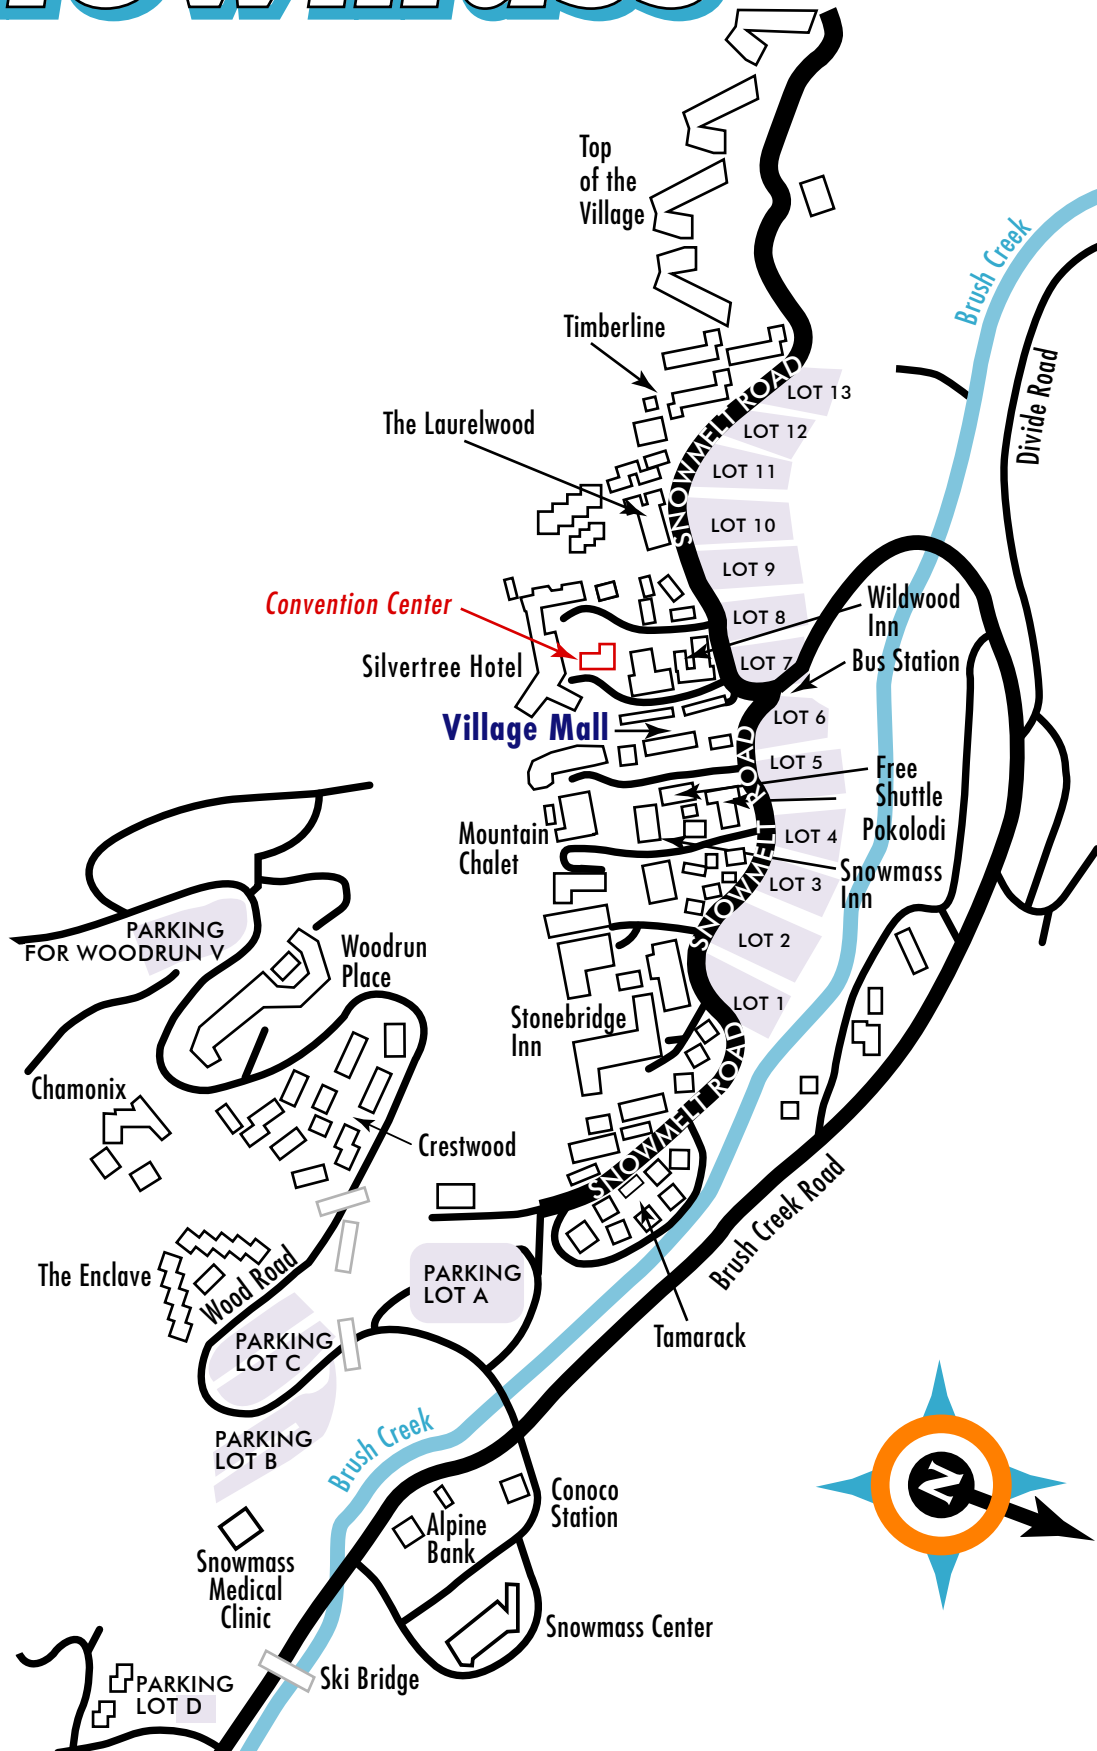 Top
of the
Village
Brush Creek
Timberline
Divide Road
SNOWMELT ROAD
LOT 13
The Laurelwood
LOT 12
LOT 11
LOT 10
LOT 9
Convention Center
LOT 8
Wildwood
Inn
Silvertree Hotel
LOT 7
Bus Station
Village Mall
LOT 6
SNOWMELT ROAD
LOT 5
Free
Shuttle
Pokolodi
Mountain
Chalet
LOT 4
Snowmass
Inn
LOT 3
PARKING
FOR WOODRUN V
Woodrun
Place
LOT 2
LOT 1
Stonebridge
Inn
SNOWMELT ROAD
Chamonix
Crestwood
Brush Creek Road
The Enclave
Wood Road
PARKING
LOT A
Tamarack
PARKING
LOT C
Brush Creek
PARKING
LOT B
N
Conoco
Station
Alpine
Bank
Snowmass
Medical
Clinic
Snowmass Center
Ski Bridge
PARKING
LOT D